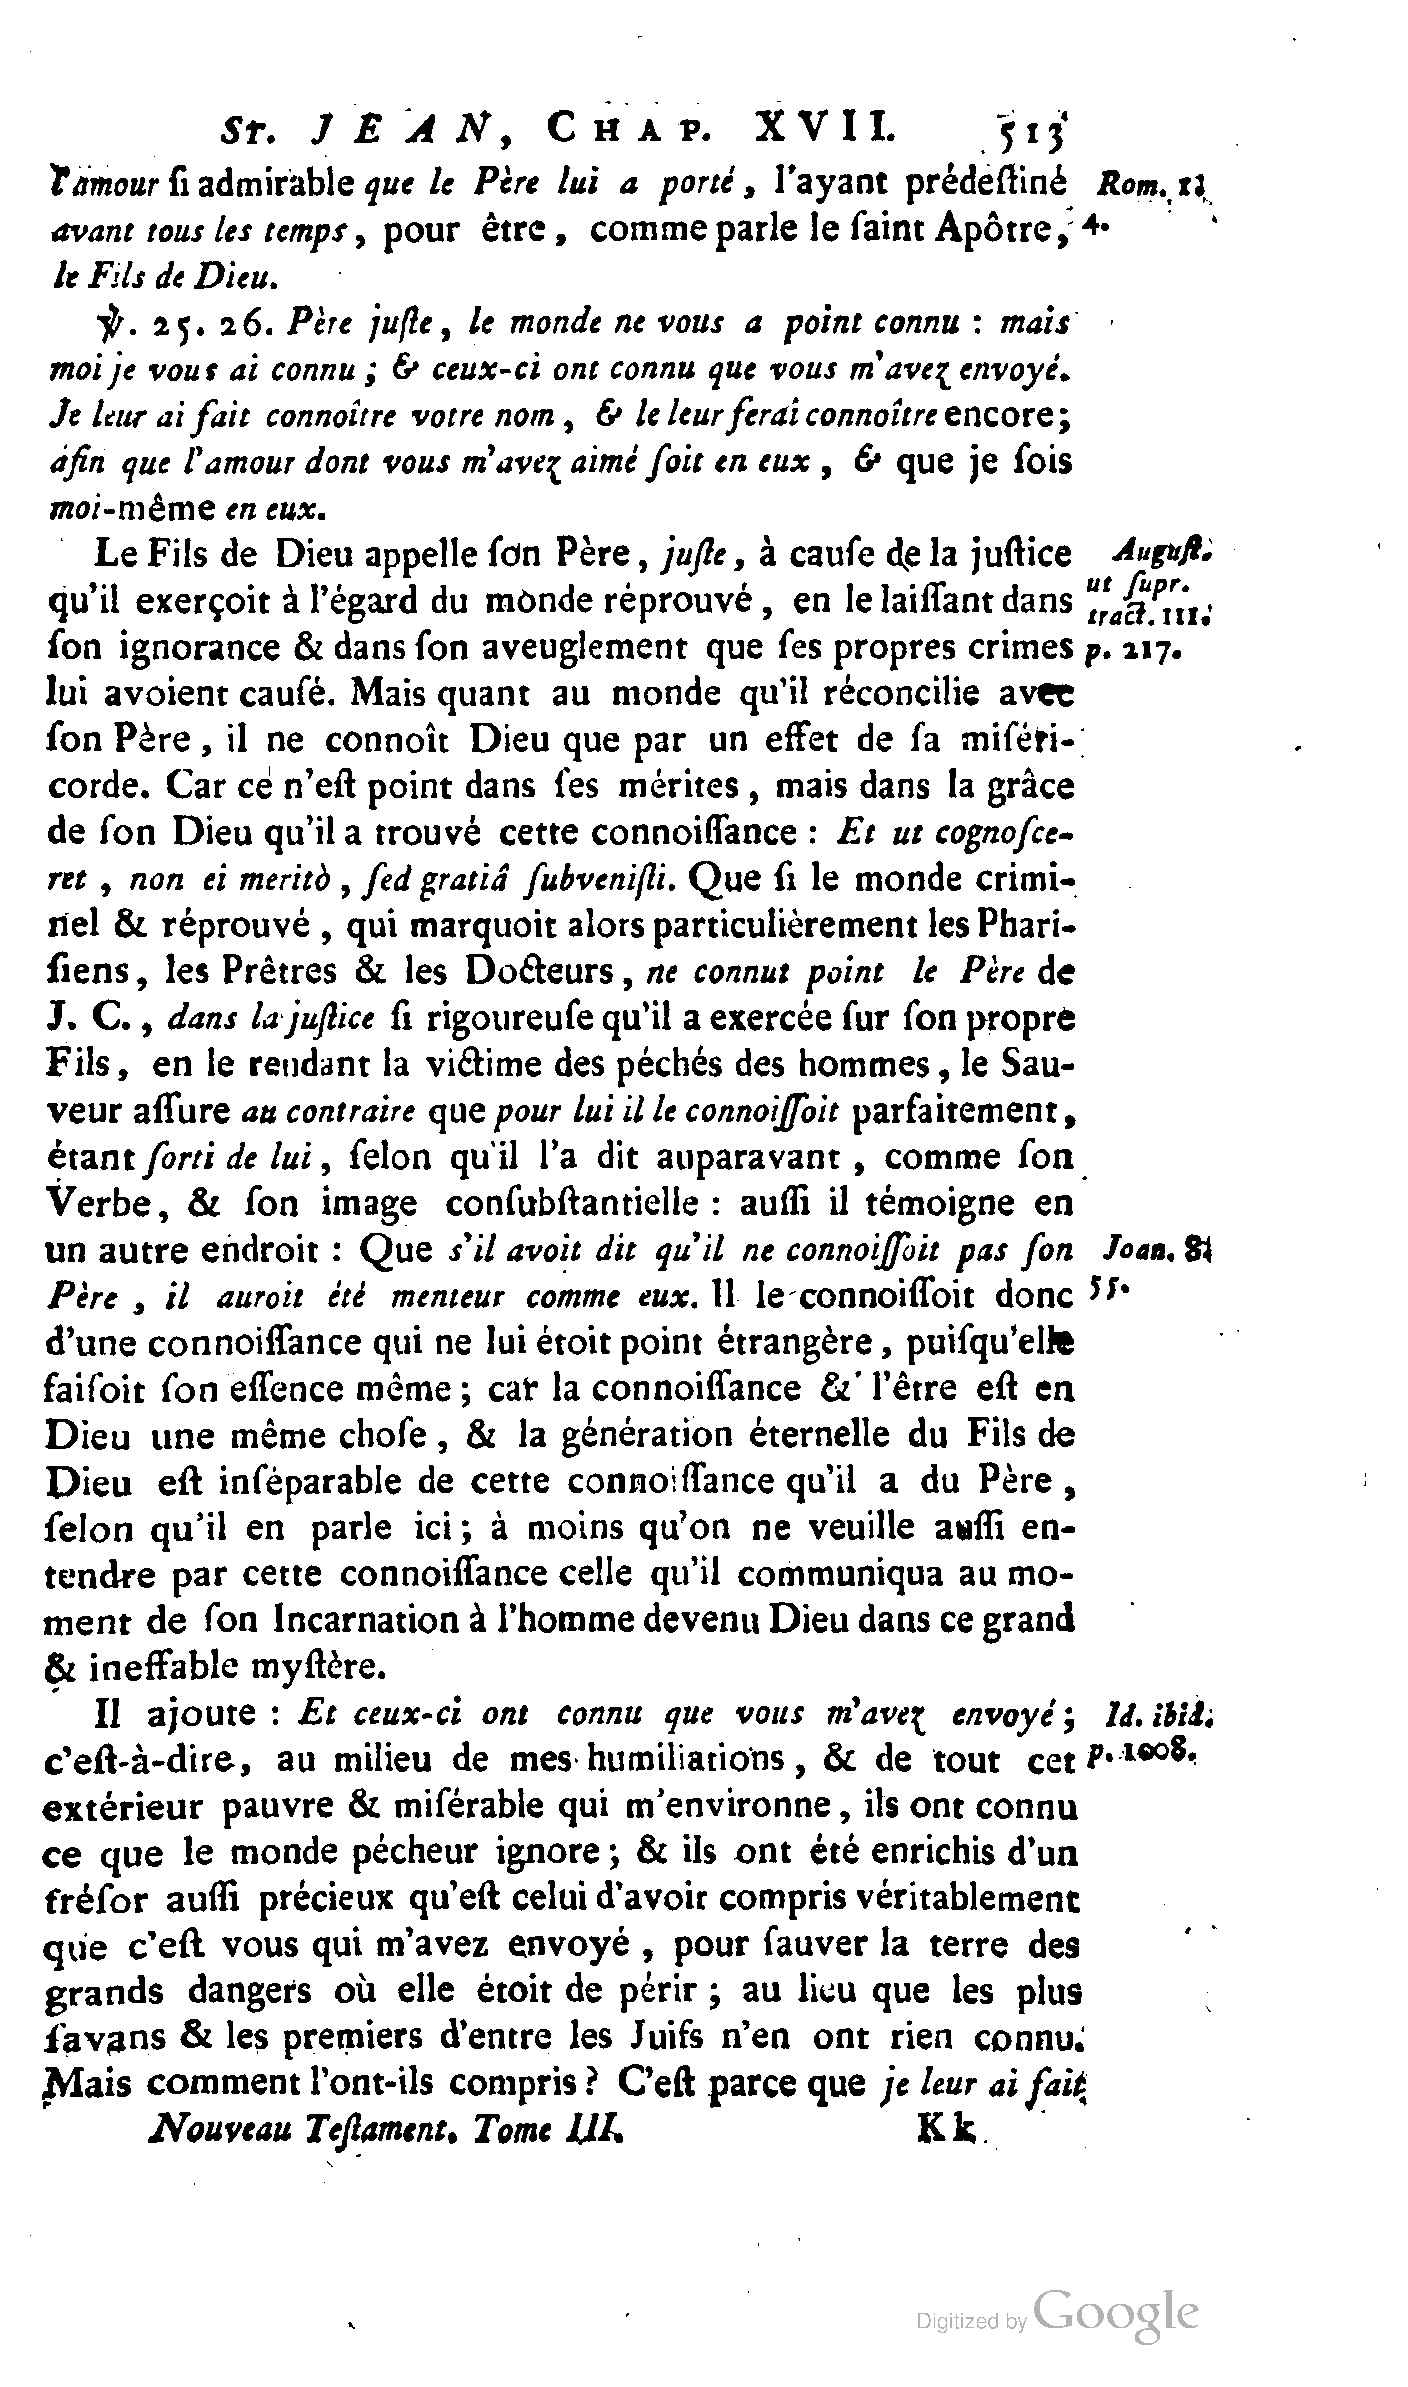 St. JEAN, CHAP. XVII. 513
l'amour ſi admirable que le Père lui a porté, l'ayant prédeſtiné
Rom. 1.
avant tous les temps, pour être, comme parle le ſaint Apôtre,
4.
le Fils de Dieu.
℣. 25. 26. Père juſte, le monde ne vous a point connu : mais
moi je vous ai connu ; & ceux-ci ont connu que vous m'avez envoyé.
Je leur ai fait connoître votre nom, & le leur ferai connoître encore;
afin que l'amour dont vous m'avez aimé ſoit en eux, & que je ſois
moi-même en eux.
Le Fils de Dieu appelle ſon Père, juſte, à cauſe de la juſtice
Auguſt.
qu'il exerçoit à l'égard du monde réprouvé, en le laiſſant dans
ut ſupr.
tract. 111.
ſon ignorance & dans ſon aveuglement que ſes propres crimes
p. 217.
lui avoient cauſé. Mais quant au monde qu'il réconcilie avec
ſon Père, il ne connoît Dieu que par un effet de ſa miſéri-
corde. Car ce n'eſt point dans ſes mérites, mais dans la grâce
de ſon Dieu qu'il a trouvé cette connoiſſance : Et ut cognoſce-
ret, non ei meritò, ſed gratiâ ſubveniſti. Que ſi le monde crimi-
nel & réprouvé, qui marquoit alors particulièrement les Phari-
ſiens, les Prêtres & les Docteurs, ne connut point le Père de
J. C., dans la juſtice ſi rigoureuſe qu'il a exercée ſur ſon propre
Fils, en le rendant la victime des péchés des hommes, le Sau-
veur aſſure au contraire que pour lui il le connoiſſoit parfaitement,
étant ſorti de lui, ſelon qu'il l'a dit auparavant, comme ſon
Verbe, & ſon image conſubſtantielle : auſſi il témoigne en
un autre endroit : Que s'il avoit dit qu'il ne connoiſſoit pas ſon
Joan. 8.
Père, il auroit été menteur comme eux. Il le connoiſſoit donc
55.
d'une connoiſſance qui ne lui étoit point étrangère, puiſqu'elle
faiſoit ſon eſſence même; car la connoiſſance & l'être eſt en
Dieu une même choſe, & la génération éternelle du Fils de
Dieu eſt inſéparable de cette connoiſſance qu'il a du Père,
ſelon qu'il en parle ici; à moins qu'on ne veuille auſſi en-
tendre par cette connoiſſance celle qu'il communiqua au mo-
ment de ſon Incarnation à l'homme devenu Dieu dans ce grand
& ineffable myſtère.
Il ajoute : Et ceux-ci ont connu que vous m'avez envoyé;
Id. ibid.
c'eſt-à-dire, au milieu de mes humiliations, & de tout cet
p. 1008.
extérieur pauvre & miſérable qui m'environne, ils ont connu
ce que le monde pécheur ignore; & ils ont été enrichis d'un
tréſor auſſi précieux qu'eſt celui d'avoir compris véritablement
que c'eſt vous qui m'avez envoyé, pour ſauver la terre des
grands dangers où elle étoit de périr; au lieu que les plus
ſavans & les premiers d'entre les Juifs n'en ont rien connu.
Mais comment l'ont-ils compris? C'eſt parce que je leur ai fait
Nouveau Teſtament. Tome III. Kk
Digitized by Google